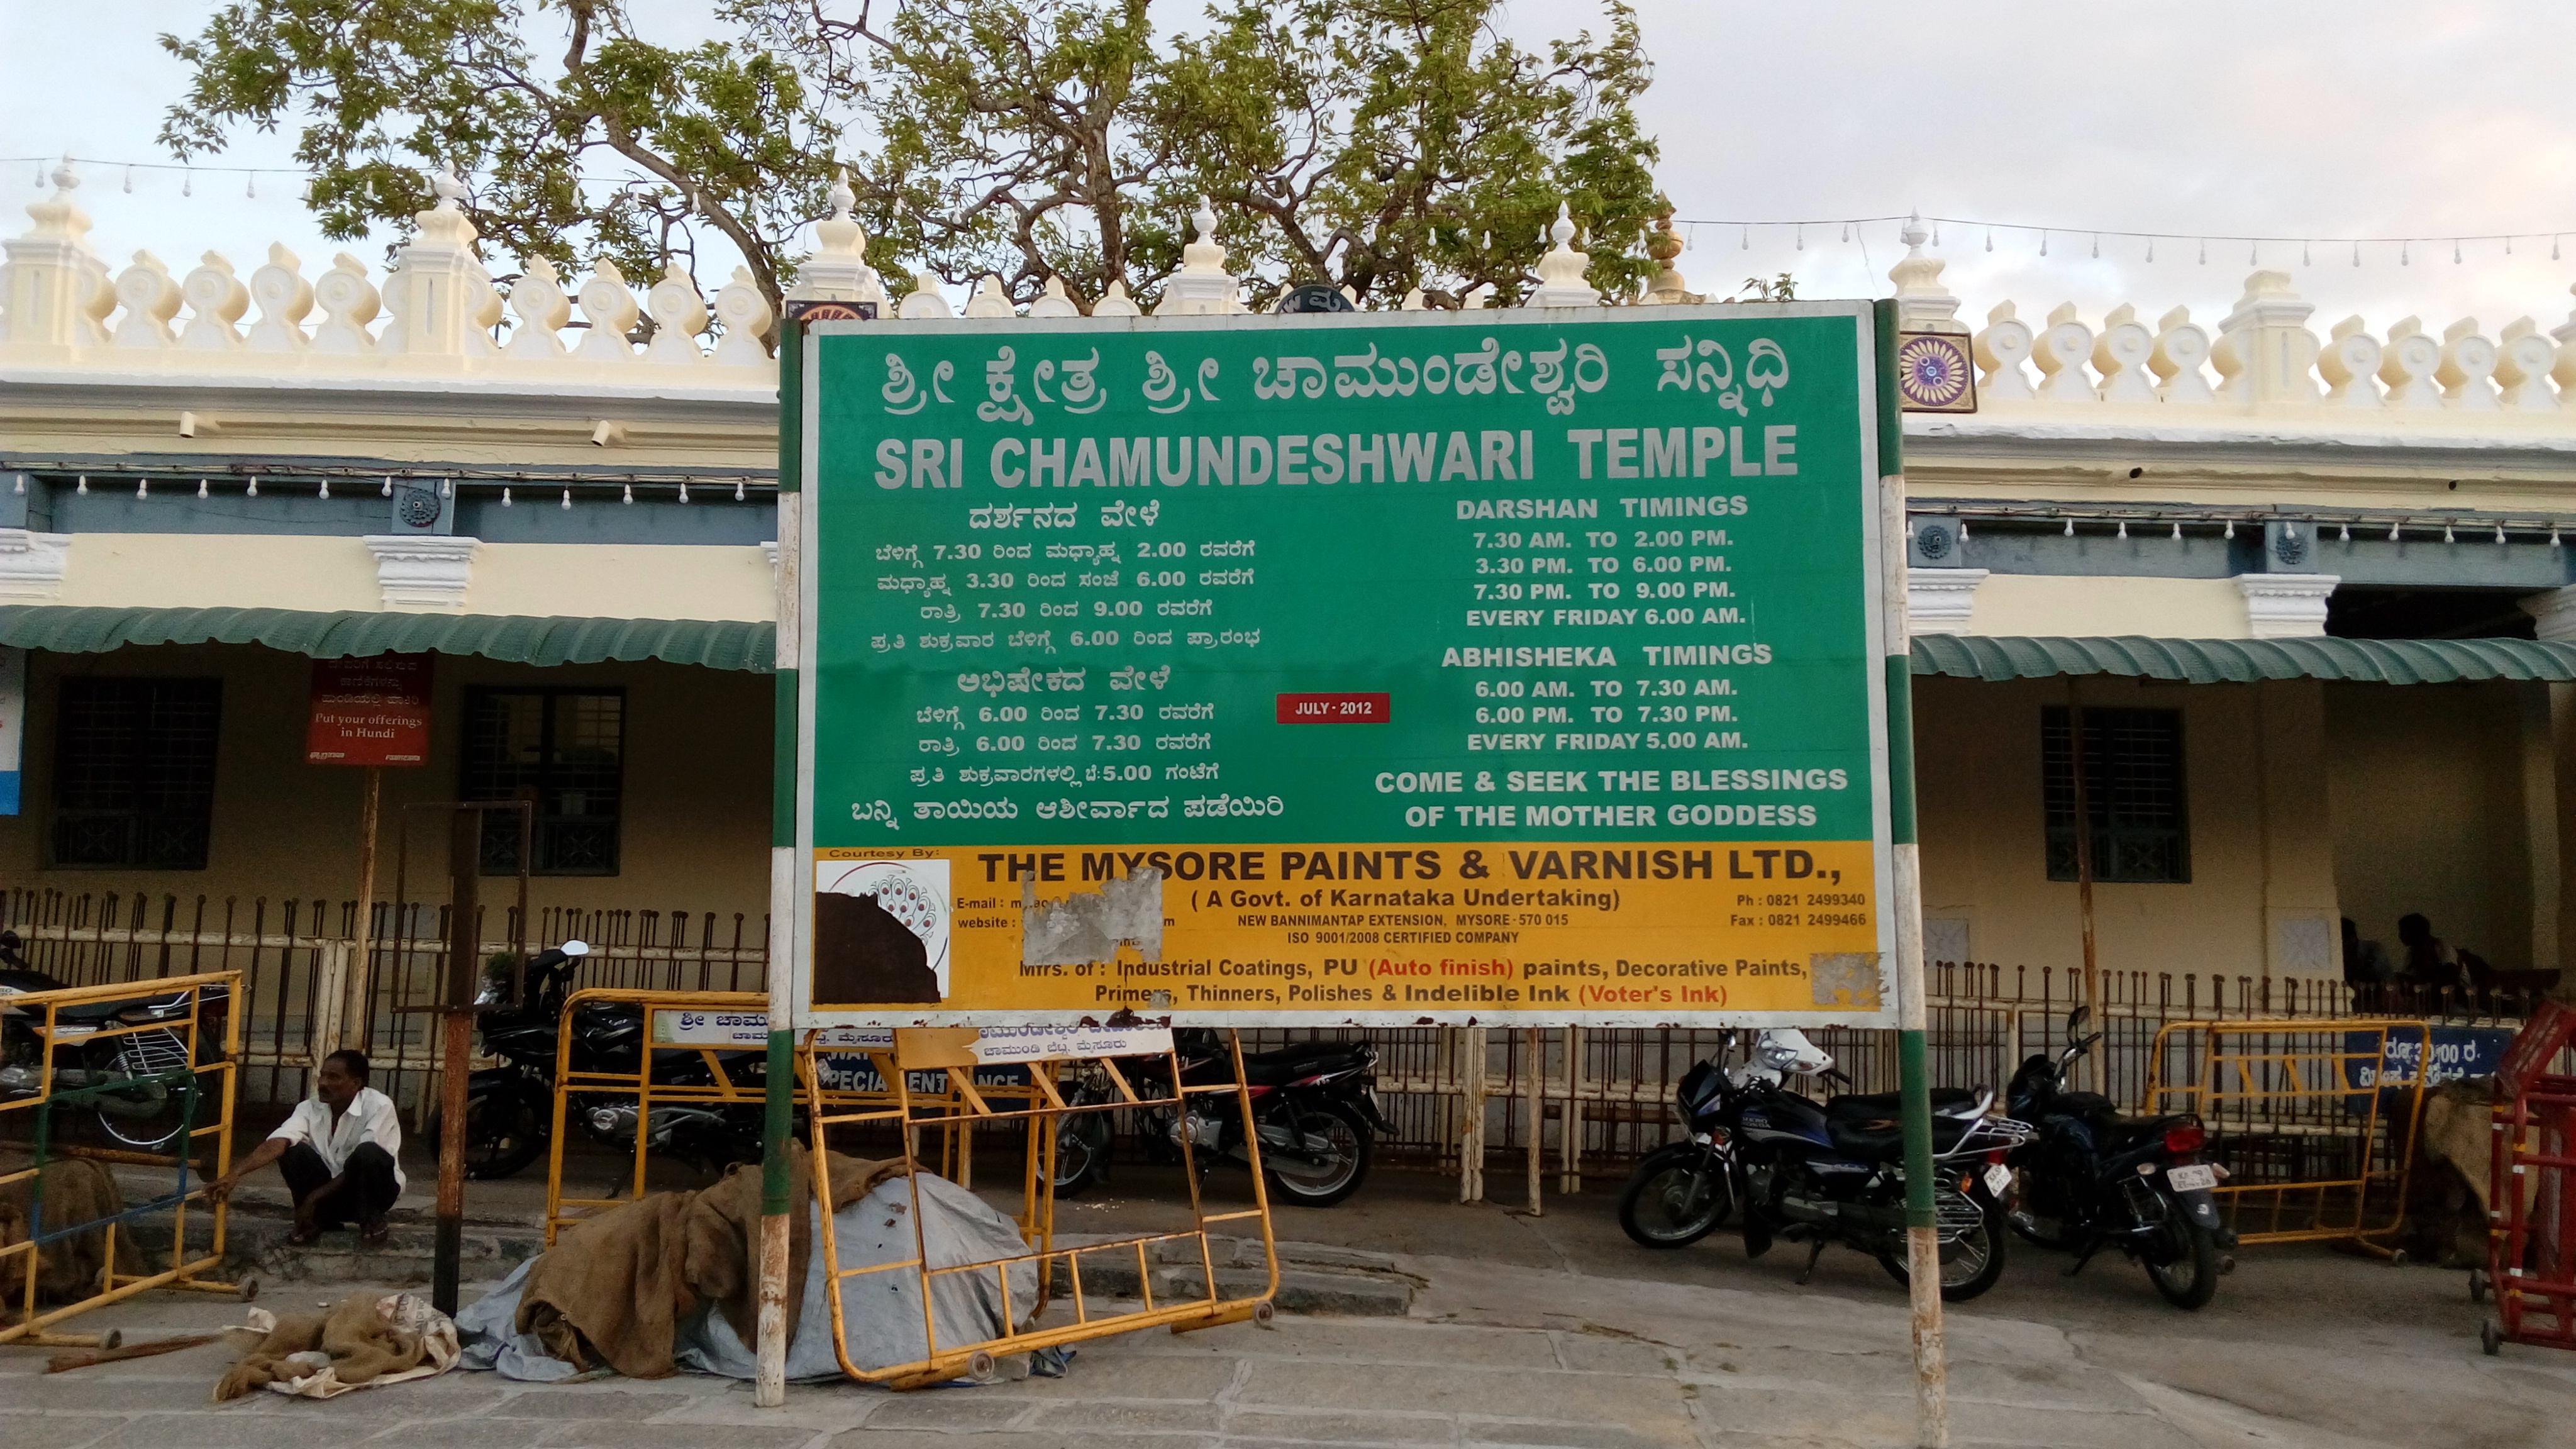 ಶ್ರೀ ಕ್ಷೇತ್ರ ಶ್ರೀ ಚಾಮುಂಡೇಶ್ವರಿ ಸನ್ನಿಧಿ
SRI CHAMUNDESHWARI TEMPLE
ದರ್ಶನದ ವೇಳೆ
ಬೆಳಿಗ್ಗೆ 7.30 ರಿಂದ ಮಧ್ಯಾಹ್ನ 2.00 ರವರೆಗೆ
ಮಧ್ಯಾಹ್ನ 3.30 ರಿಂದ ಸಂಜೆ 6.00 ರವರೆಗೆ
ರಾತ್ರಿ 7.30 ರಿಂದ 9.00 ರವರೆಗೆ
ಪ್ರತಿ ಶುಕ್ರವಾರ ಬೆಳಿಗ್ಗೆ 6.00 ರಿಂದ ಪ್ರಾರಂಭ
ಅಭಿಷೇಕದ ವೇಳೆ
ಬೆಳಿಗ್ಗೆ 6.00 ರಿಂದ 7.30 ರವರೆಗೆ
ರಾತ್ರಿ 6.00 ರಿಂದ 7.30 ರವರೆಗೆ
ಪ್ರತಿ ಶುಕ್ರವಾರಗಳಲ್ಲಿ ಬೆ:5.00 ಗಂಟೆಗೆ
ಬನ್ನಿ ತಾಯಿಯ ಆಶೀರ್ವಾದ ಪಡೆಯಿರಿ
DARSHAN TIMINGS
7.30 AM. TO 2.00 PM.
3.30 PM. TO 6.00 PM.
7.30 PM. TO 9.00 PM.
EVERY FRIDAY 6.00 AM.
ABHISHEKA TIMINGS
6.00 AM. TO 7.30 AM.
6.00 PM. TO 7.30 PM.
EVERY FRIDAY 5.00 AM.
COME & SEEK THE BLESSINGS
OF THE MOTHER GODDESS
JULY - 2012
Courtesy By:
THE MYSORE PAINTS & VARNISH LTD.,
( A Govt. of Karnataka Undertaking)
E-mail :
website :
NEW BANNIMANTAP EXTENSION, MYSORE - 570 015
ISO 9001/2008 CERTIFIED COMPANY
Ph : 0821 2499340
Fax : 0821 2499466
Mfrs. of : Industrial Coatings, PU (Auto finish) paints, Decorative Paints,
Primers, Thinners, Polishes & Indelible Ink (Voter's Ink)
ಹುಂಡಿಯಲ್ಲಿ ಹಾಕಿರಿ
Put your offerings
in Hundi
ಶ್ರೀ
ಚಾಮುಂಡಿ ಬೆಟ್ಟ, ಮೈಸೂರು